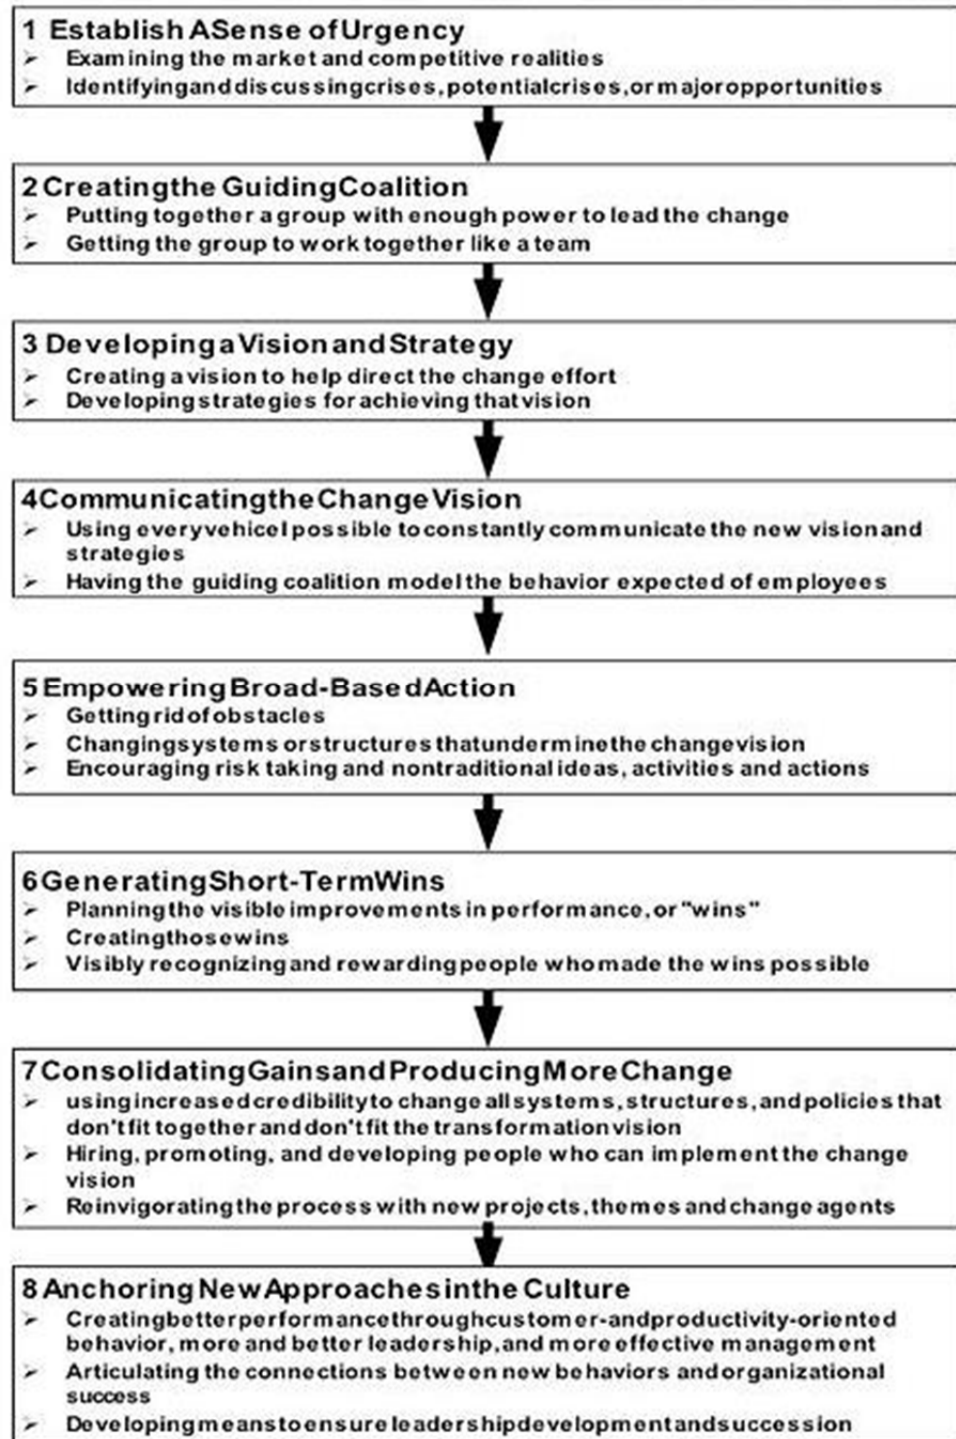 1 Establish A Sense of Urgency
➢ Examining the market and competitive realities
➢ Identifying and discussing crises, potential crises, or major opportunities
2 Creating the Guiding Coalition
➢ Putting together a group with enough power to lead the change
➢ Getting the group to work together like a team
3 Developing a Vision and Strategy
➢ Creating a vision to help direct the change effort
➢ Developing strategies for achieving that vision
4 Communicating the Change Vision
➢ Using every vehicel possible to constantly communicate the new vision and
strategies
➢ Having the guiding coalition model the behavior expected of employees
5 Empowering Broad-Based Action
➢ Getting rid of obstacles
➢ Changing systems or structures that undermine the change vision
➢ Encouraging risk taking and nontraditional ideas, activities and actions
6 Generating Short-Term Wins
➢ Planning the visible improvements in performance, or "wins"
➢ Creating those wins
➢ Visibly recognizing and rewarding people who made the wins possible
7 Consolidating Gains and Producing More Change
➢ using increased credibility to change all systems, structures, and policies that
don't fit together and don't fit the transformation vision
➢ Hiring, promoting, and developing people who can implement the change
vision
➢ Reinvigorating the process with new projects, themes and change agents
8 Anchoring New Approaches in the Culture
➢ Creating better performance through customer-and productivity-oriented
behavior, more and better leadership, and more effective management
➢ Articulating the connections between new behaviors and organizational
success
➢ Developing means to ensure leadership development and succession